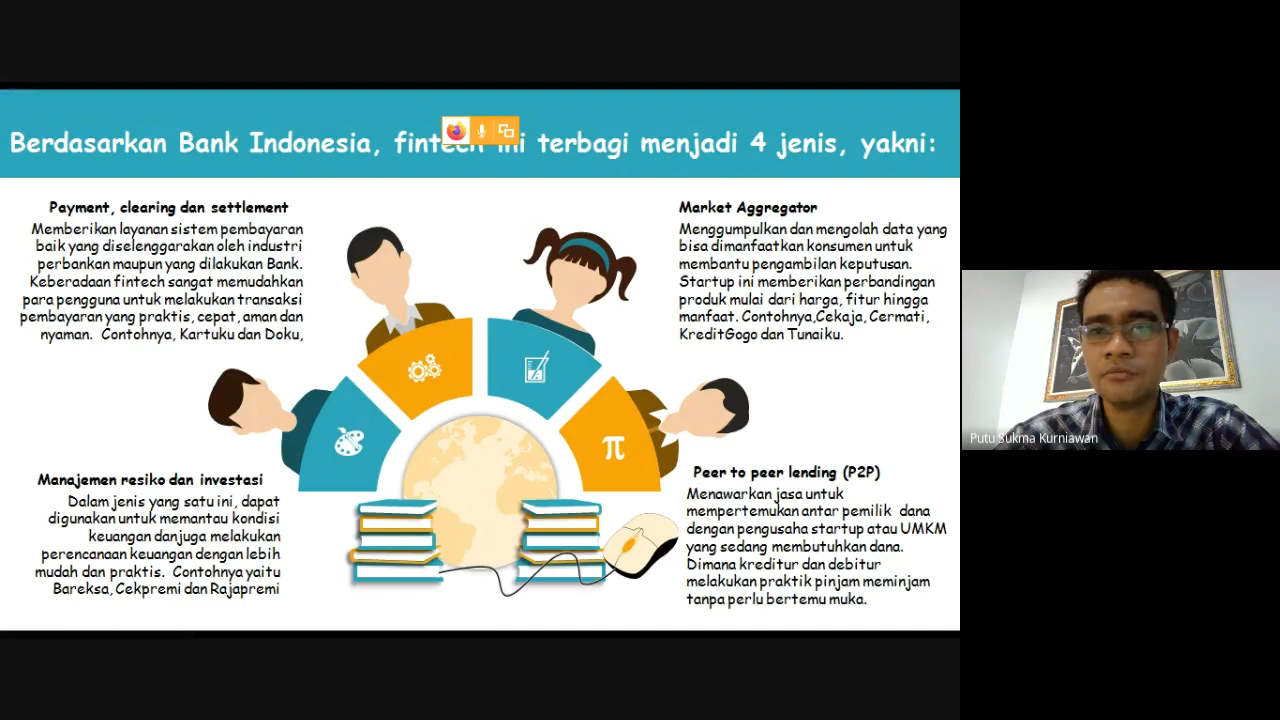 Berdasarkan Bank Indonesia, fintech ini terbagi menjadi 4 jenis, yakni:
Payment, clearing dan settlement
Memberikan layanan sistem pembayaran
baik yang diselenggarakan oleh industri
perbankan maupun yang dilakukan Bank.
Keberadaan fintech sangat memudahkan
para pengguna untuk melakukan transaksi
pembayaran yang praktis, cepat, aman dan
nyaman. Contohnya, Kartuku dan Doku,
Market Aggregator
Menggumpulkan dan mengolah data yang
bisa dimanfaatkan konsumen untuk
membantu pengambilan keputusan.
Startup ini memberikan perbandingan
produk mulai dari harga, fitur hingga
manfaat. Contohnya,Cekaja, Cermati,
KreditGogo dan Tunaiku.
π
Manajemen resiko dan investasi
Dalam jenis yang satu ini, dapat
digunakan untuk memantau kondisi
keuangan danjuga melakukan
perencanaan keuangan dengan lebih
mudah dan praktis. Contohnya yaitu
Bareksa, Cekpremi dan Rajapremi
Peer to peer lending (P2P)
Menawarkan jasa untuk
mempertemukan antar pemilik dana
dengan pengusaha startup atau UMKM
yang sedang membutuhkan dana.
Dimana kreditur dan debitur
melakukan praktik pinjam meminjam
tanpa perlu bertemu muka.
Putu Sukma Kurniawan